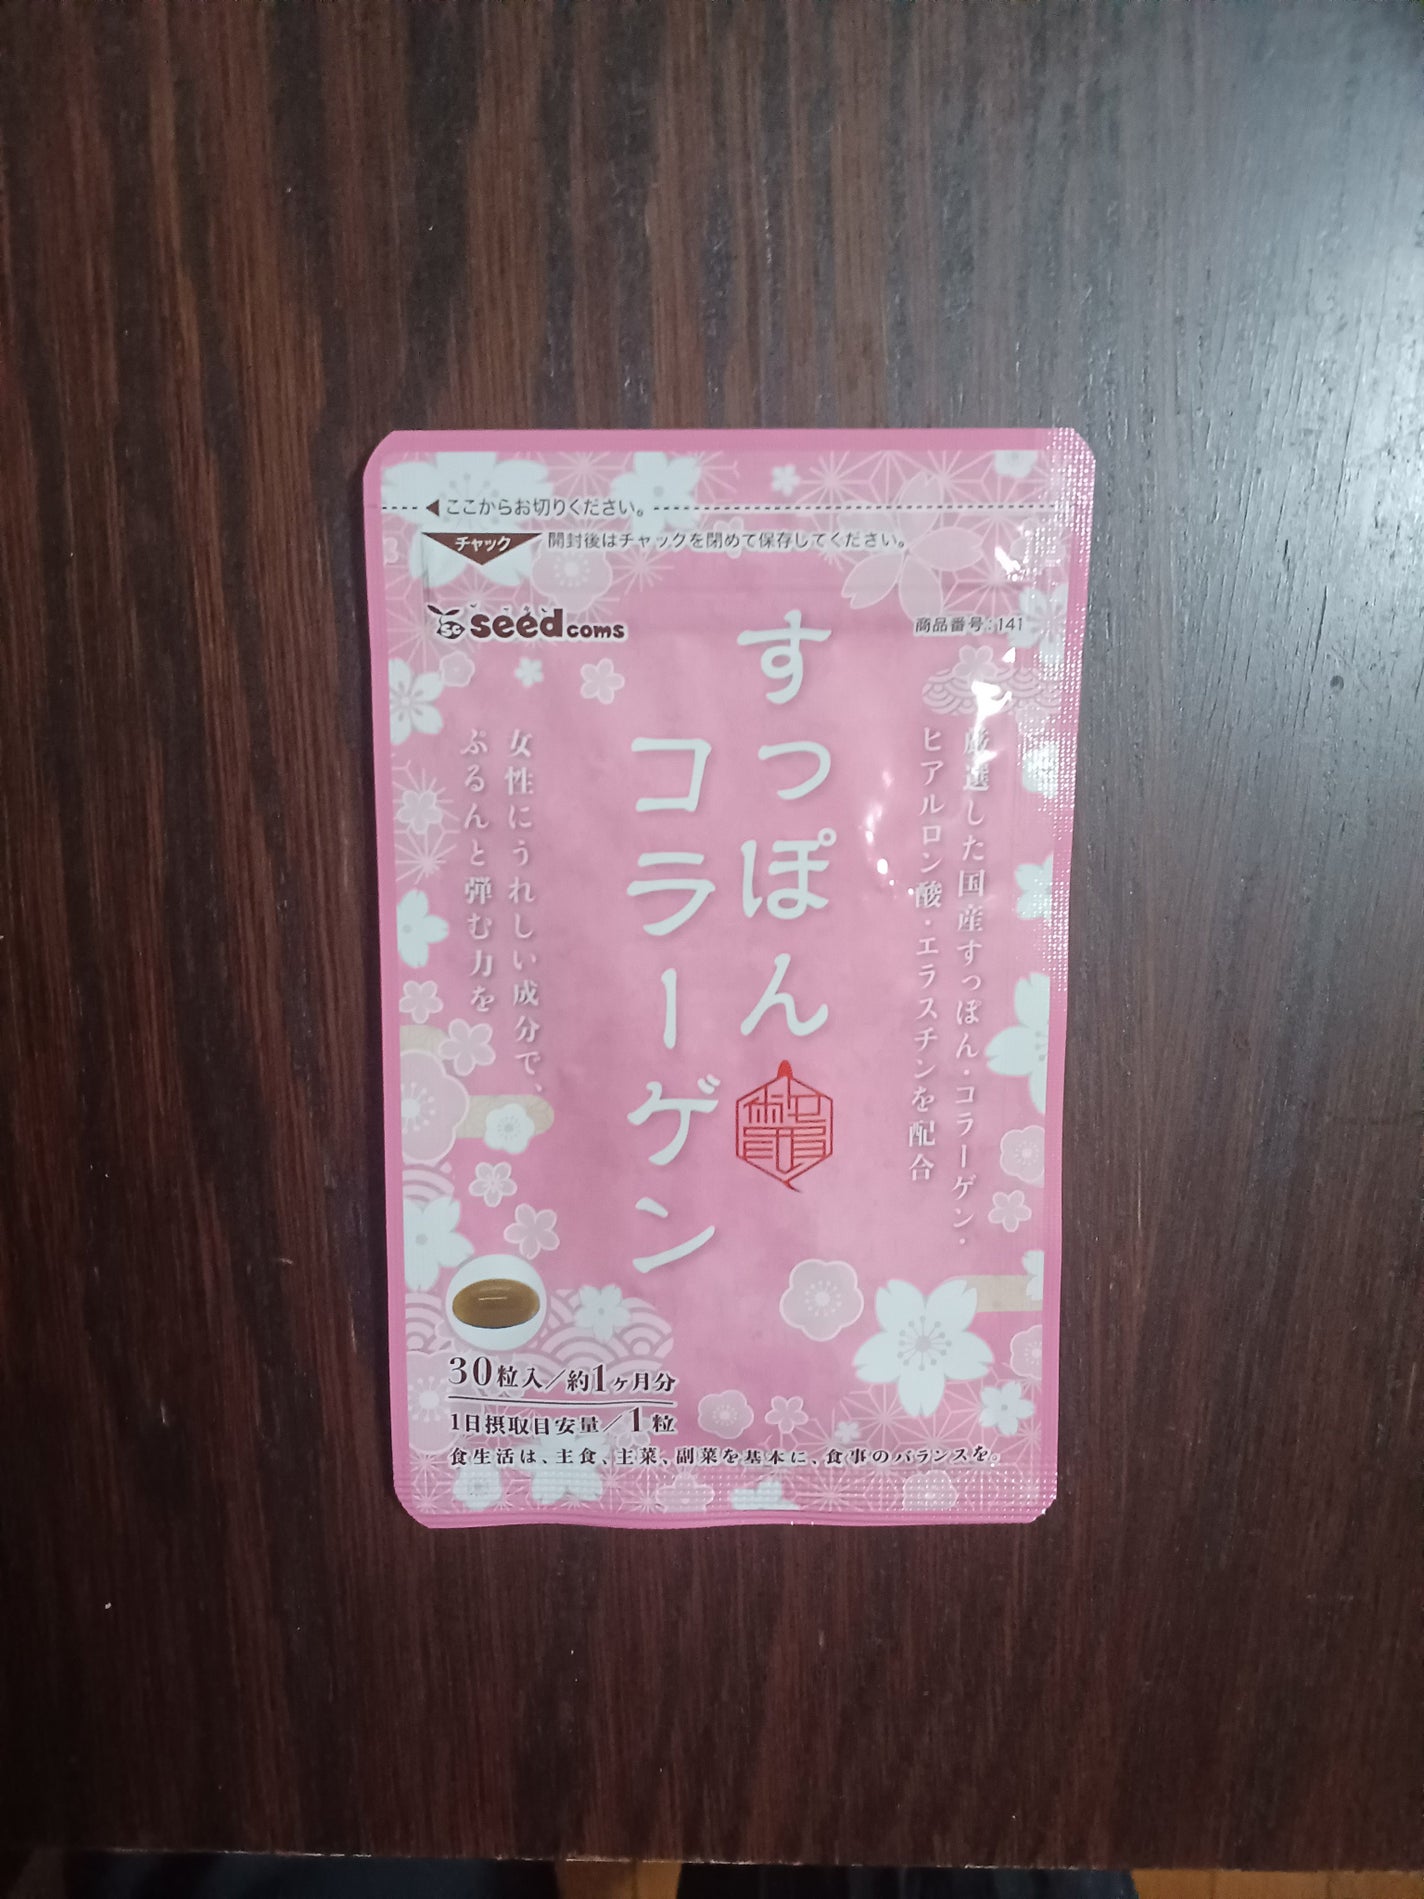 ここからお切りください。
チャック
開封後はチャックを閉めて保存してください。
seedcoms
商品番号:141
厳選した国産すっぽん・コラーゲン・
ヒアルロン酸・エラスチンを配合
すっぽん
コラーゲン
女性にうれしい成分で、
ぷるんと弾む力を
30粒入/約1ヶ月分
1日摂取目安量/1粒
食生活は、主食、主菜、副菜を基本に、食事のバランスを。